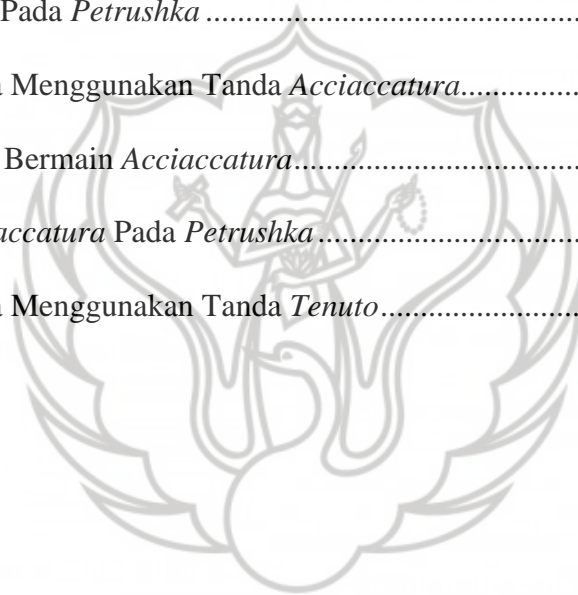 Pada Petrushka ........................................................
Menggunakan Tanda Acciaccatura..................
Bermain Acciaccatura...........................................
accatura Pada Petrushka.......................................
Menggunakan Tanda Tenuto..............................